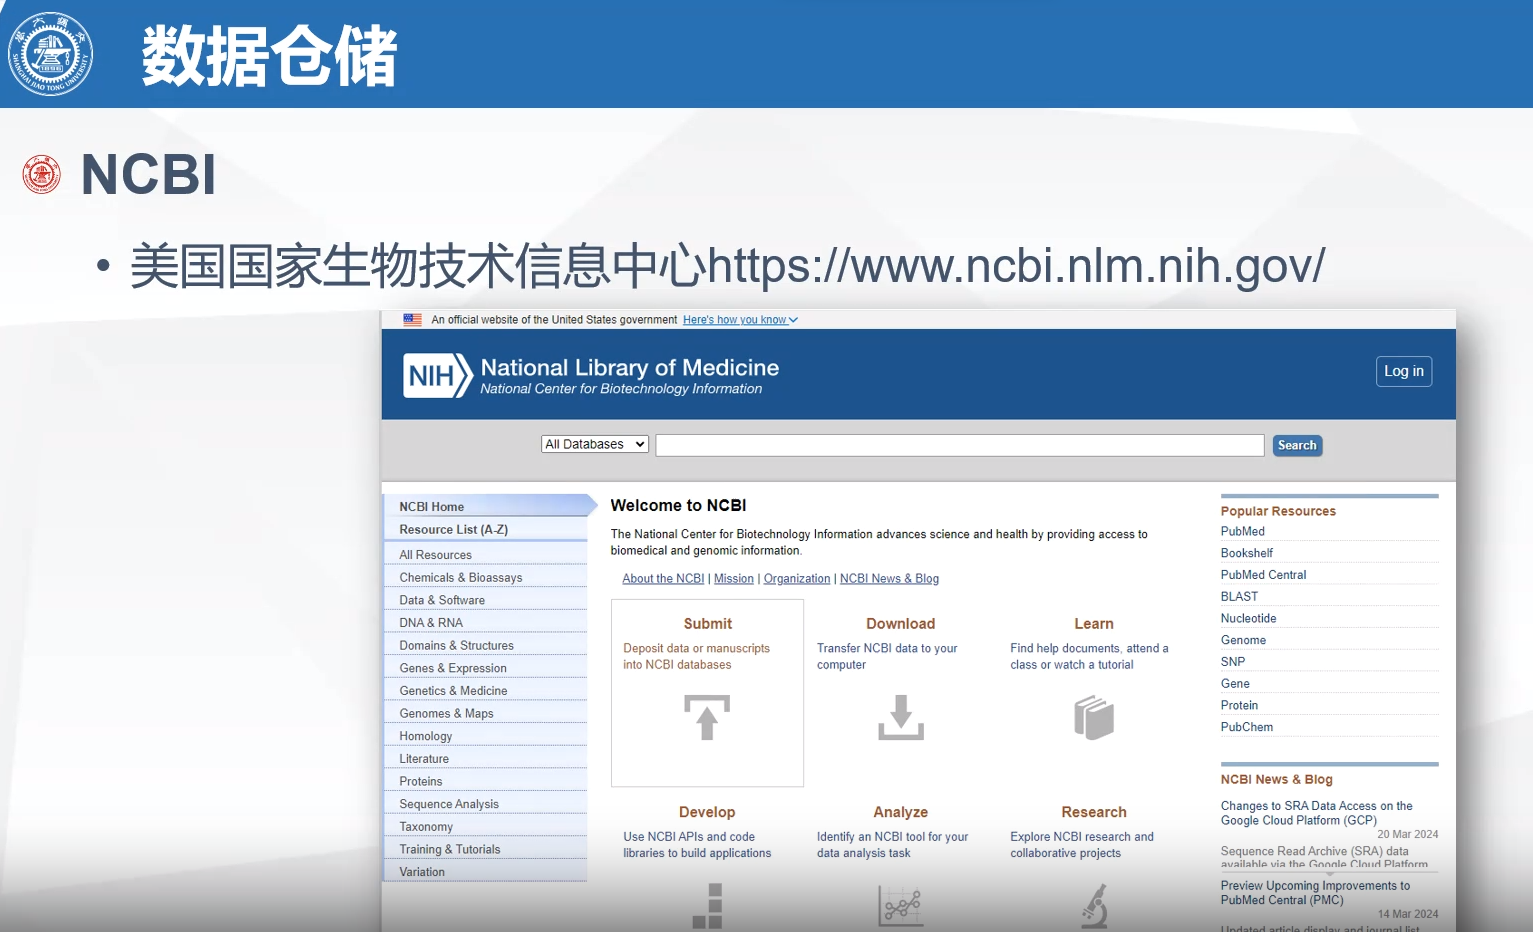 数据仓储
SHANGHAI JIAO TONG UNIVERSITY
NCBI
• 美国国家生物技术信息中心https://www.ncbi.nlm.nih.gov/
An official website of the United States government Here's how you know
NIH National Library of Medicine
National Center for Biotechnology Information
Log in
All Databases
Search
NCBI Home
Resource List (A-Z)
All Resources
Chemicals & Bioassays
Data & Software
DNA & RNA
Domains & Structures
Genes & Expression
Genetics & Medicine
Genomes & Maps
Homology
Literature
Proteins
Sequence Analysis
Taxonomy
Training & Tutorials
Variation
Welcome to NCBI
The National Center for Biotechnology Information advances science and health by providing access to
biomedical and genomic information.
About the NCBI | Mission | Organization | NCBI News & Blog
Submit
Deposit data or manuscripts
into NCBI databases
Download
Transfer NCBI data to your
computer
Learn
Find help documents, attend a
class or watch a tutorial
Develop
Use NCBI APIs and code
libraries to build applications
Analyze
Identify an NCBI tool for your
data analysis task
Research
Explore NCBI research and
collaborative projects
Popular Resources
PubMed
Bookshelf
PubMed Central
BLAST
Nucleotide
Genome
SNP
Gene
Protein
PubChem
NCBI News & Blog
Changes to SRA Data Access on the
Google Cloud Platform (GCP)
20 Mar 2024
Sequence Read Archive (SRA) data
available via the Google Cloud Platform
Preview Upcoming Improvements to
PubMed Central (PMC)
14 Mar 2024
Updated article display and journal list